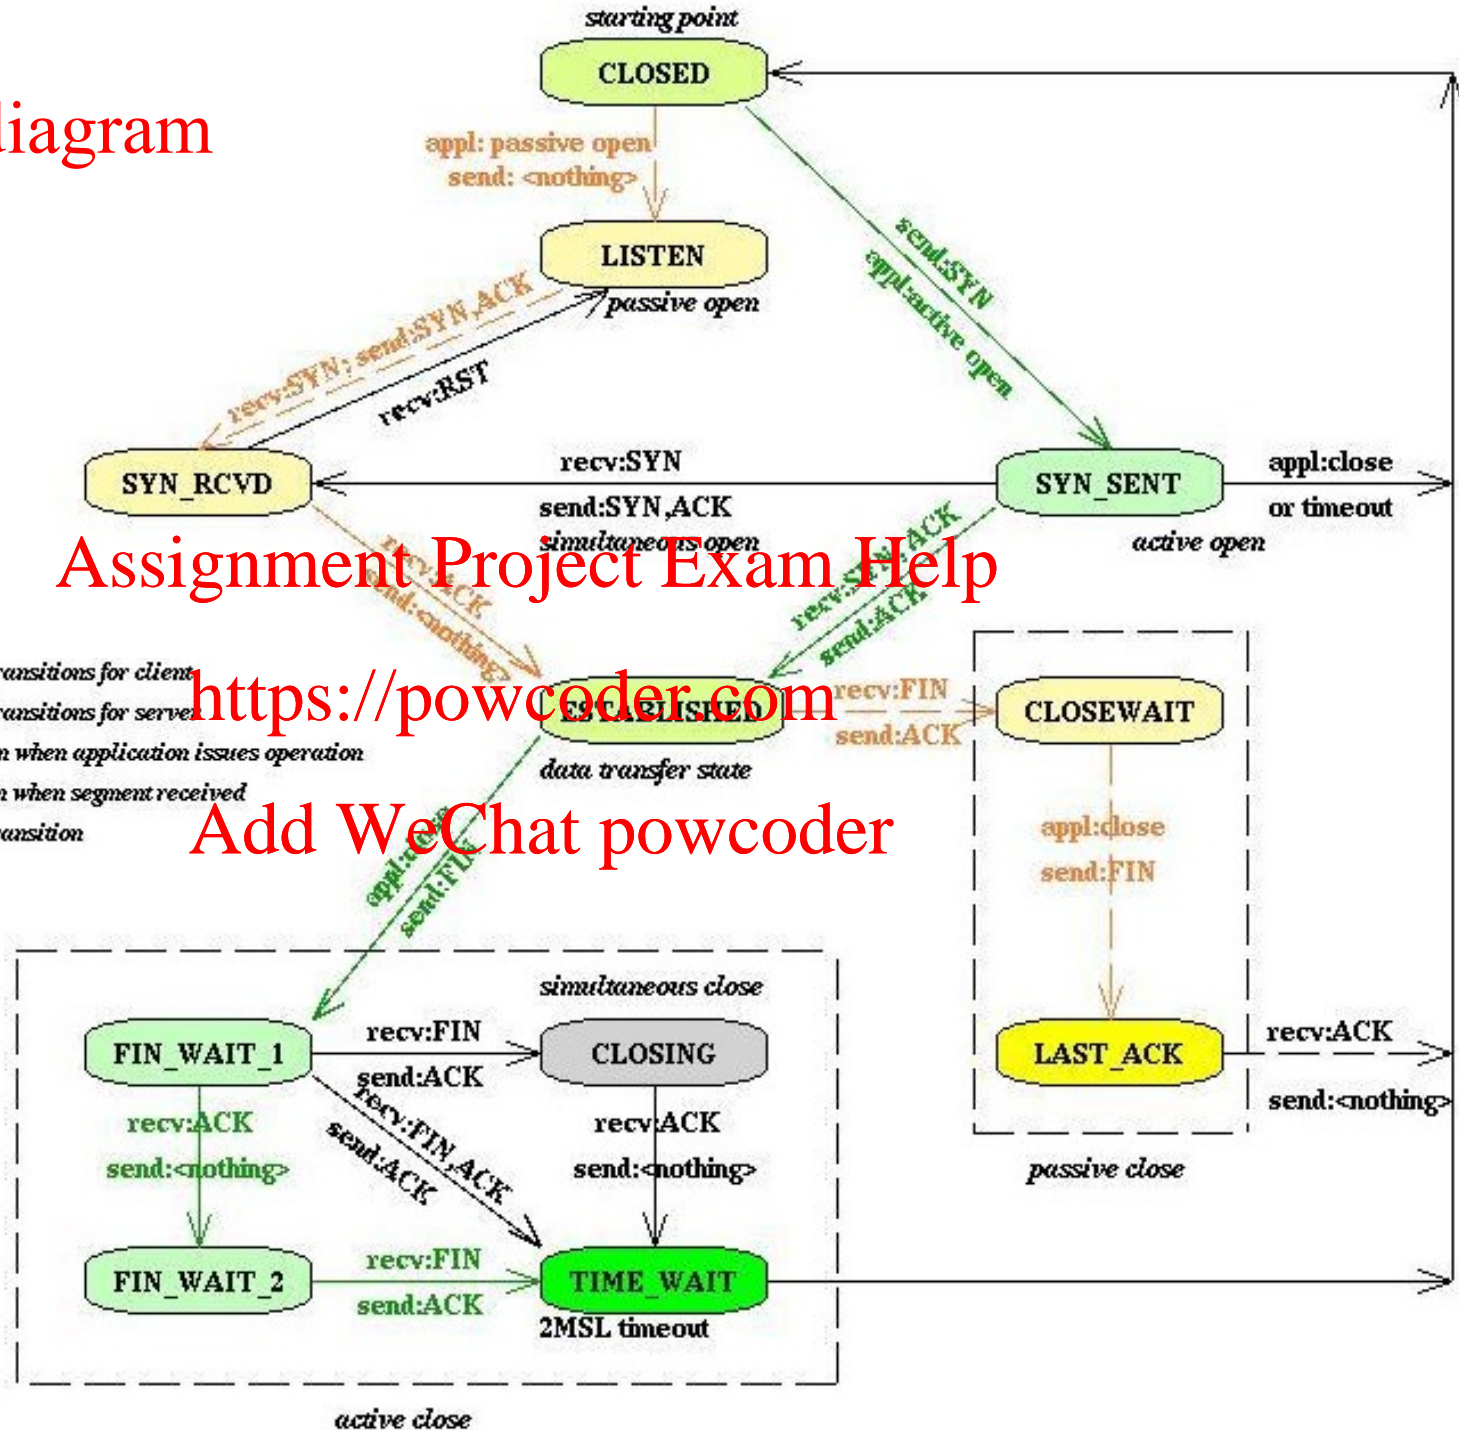 starting point
CLOSED
diagram
appl: passive open
send: <nothing>
LISTEN
passive open
send:SYN
appl:active open
recv:SYN; send:SYN,ACK
recv:RST
SYN_RCVD
recv:SYN
send:SYN,ACK
simultaneous open
SYN_SENT
active open
appl:close
or timeout
Assignment Project Exam Help
recv:ACK
send:<nothing>
recv:SYN,ACK
send:ACK
transitions for client
transitions for server
https://powcoder.com
ESTABLISHED
data transfer state
recv:FIN
send:ACK
CLOSEWAIT
when application issues operation
when segment received
transition
Add WeChat powcoder
appl:close
send:FIN
appl:close
send:FIN
simultaneous close
FIN_WAIT_1
recv:FIN
send:ACK
CLOSING
LAST_ACK
recv:ACK
send:<nothing>
passive close
recv:ACK
send:<nothing>
recv:FIN,ACK
send:ACK
recv:ACK
send:<nothing>
FIN_WAIT_2
recv:FIN
send:ACK
TIME_WAIT
2MSL timeout
active close